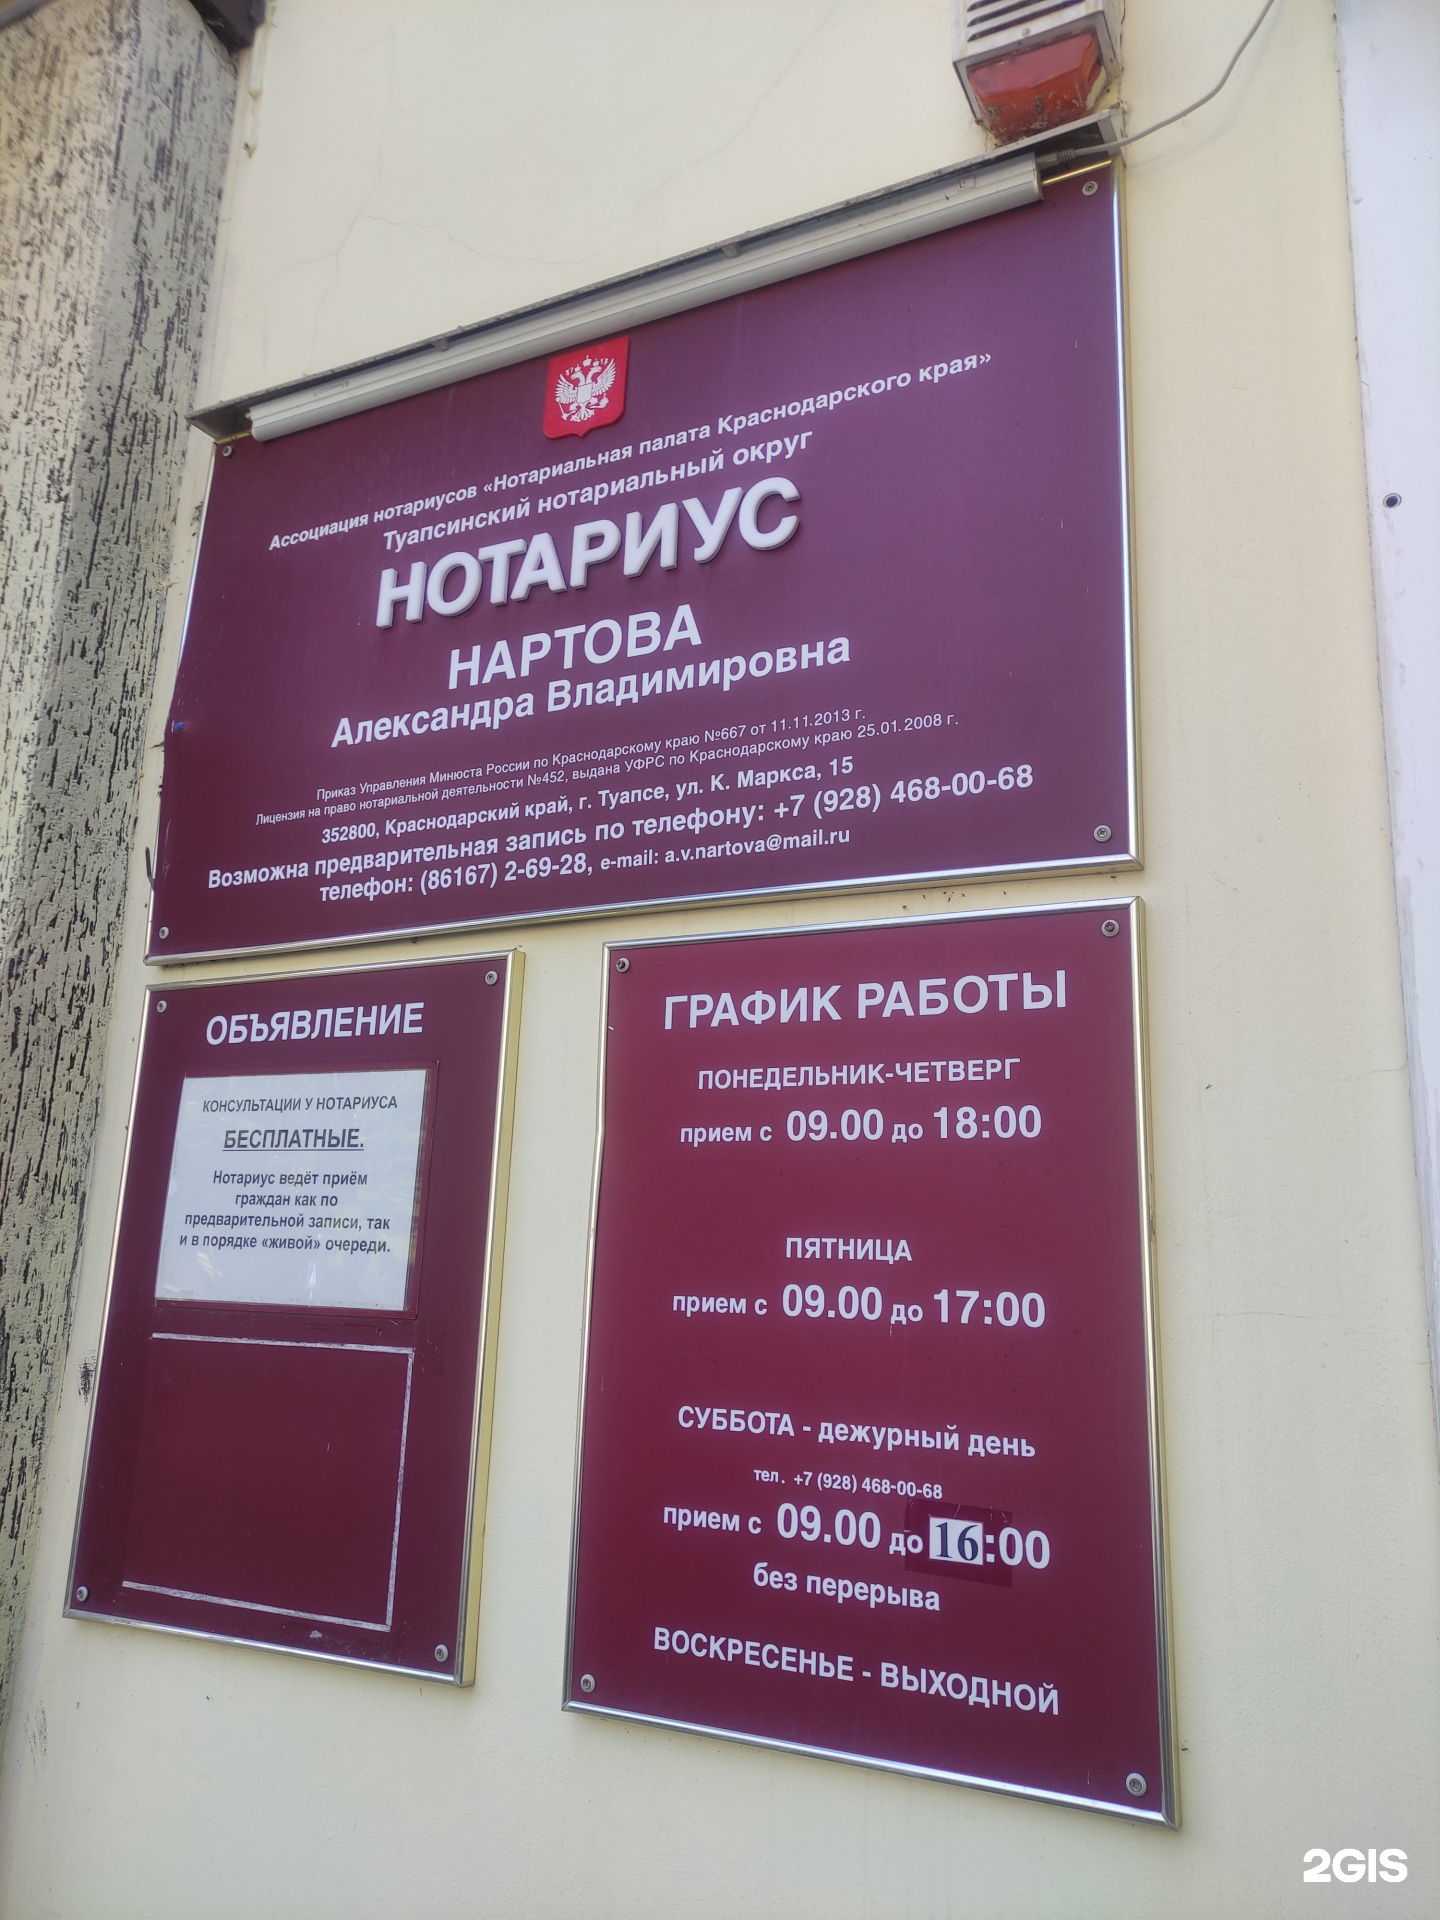 Ассоциация нотариусов «Нотариальная палата Краснодарского края»
Туапсинский нотариальный округ
НОТАРИУС
НАРТОВА
Александра Владимировна
Приказ Управления Минюста России по Краснодарскому краю №667 от 11.11.2013 г.
Лицензия на право нотариальной деятельности №452, выдана УФРС по Краснодарскому краю 25.01.2008 г.
352800, Краснодарский край, г. Туапсе, ул. К. Маркса, 15
Возможна предварительная запись по телефону: +7 (928) 468-00-68
телефон: (86167) 2-69-28, e-mail: a.v.nartova@mail.ru
ОБЪЯВЛЕНИЕ
КОНСУЛЬТАЦИИ У НОТАРИУСА
БЕСПЛАТНЫЕ.
Нотариус ведёт приём
граждан как по
предварительной записи, так
и в порядке «живой» очереди.
ГРАФИК РАБОТЫ
ПОНЕДЕЛЬНИК-ЧЕТВЕРГ
прием с 09.00 до 18:00
ПЯТНИЦА
прием с 09.00 до 17:00
СУББОТА - дежурный день
тел. +7 (928) 468-00-68
прием с 09.00 до 16:00
без перерыва
ВОСКРЕСЕНЬЕ - ВЫХОДНОЙ
2GIS